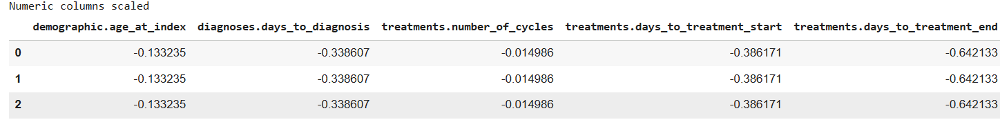 Numeric columns scaled
demographic.age_at_index diagnoses.days_to_diagnosis treatments.number_of_cycles treatments.days_to_treatment_start treatments.days_to_treatment_end
0 -0.133235 -0.338607 -0.014986 -0.386171 -0.642133
1 -0.133235 -0.338607 -0.014986 -0.386171 -0.642133
2 -0.133235 -0.338607 -0.014986 -0.386171 -0.642133